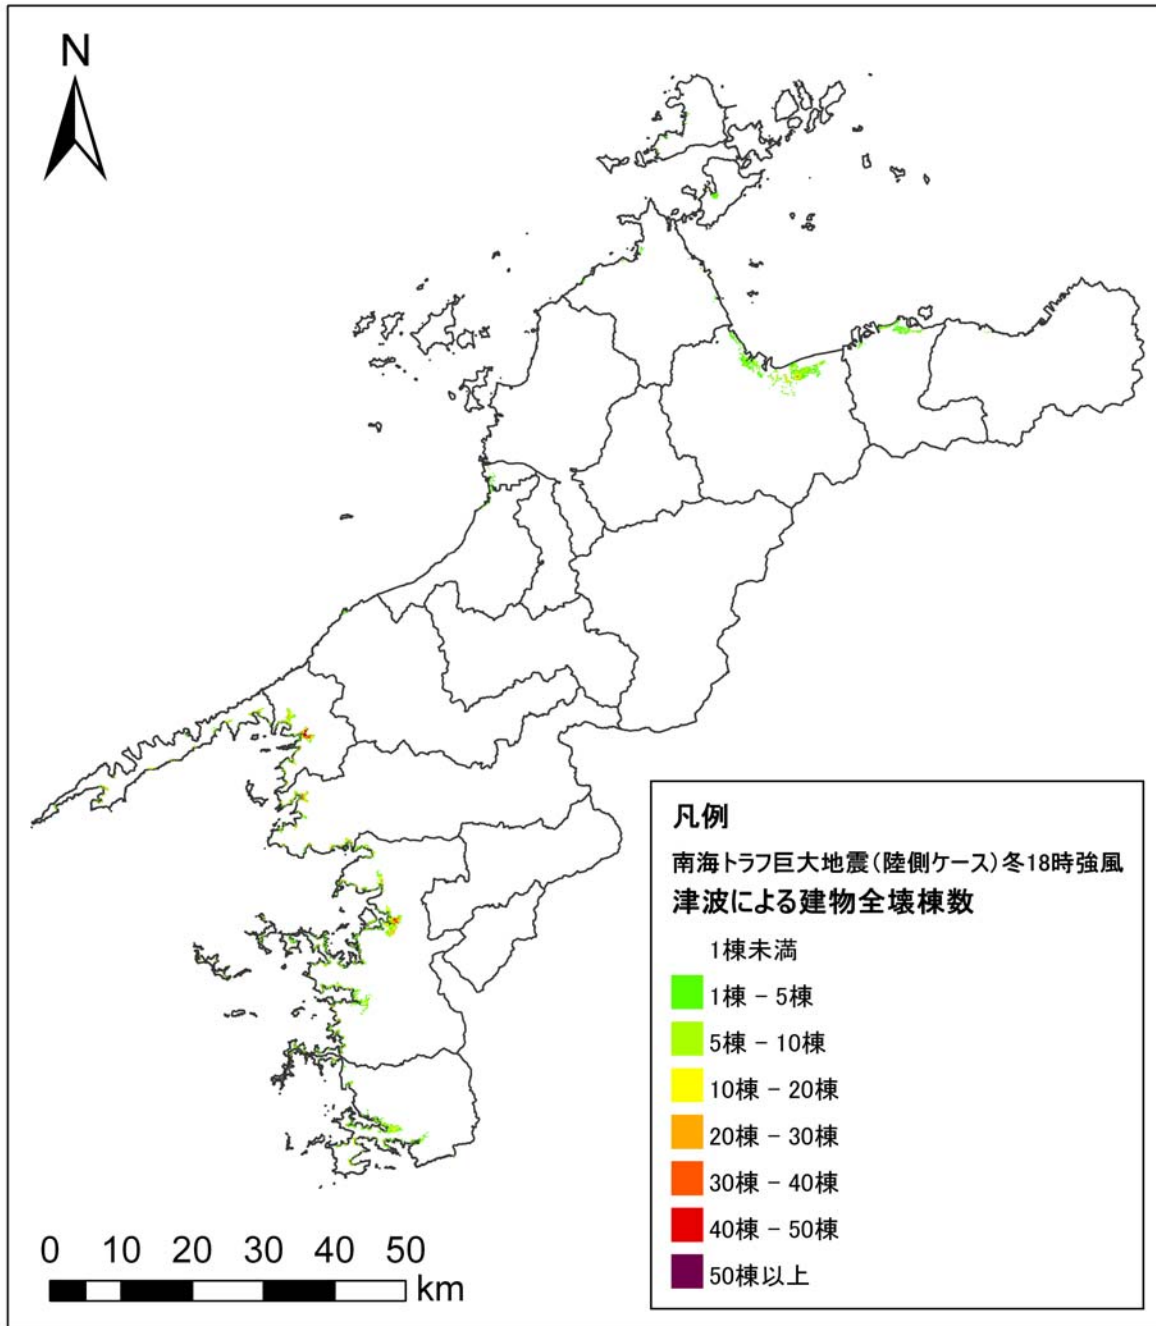 N
凡例
南海トラフ巨大地震(陸側ケース)冬18時強風
津波による建物全壊棟数
1棟未満
1棟 - 5棟
5棟 - 10棟
10棟 - 20棟
20棟 - 30棟
30棟 - 40棟
40棟 - 50棟
50棟以上
0 10 20 30 40 50
km